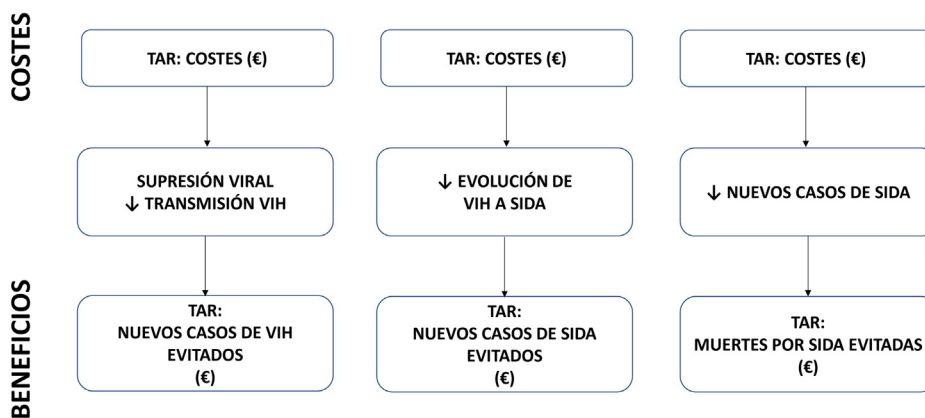 COSTES
TAR: COSTES (€)
TAR: COSTES (€)
TAR: COSTES (€)
SUPRESIÓN VIRAL
↓ TRANSMISIÓN VIH
↓ EVOLUCIÓN DE
VIH A SIDA
↓ NUEVOS CASOS DE SIDA
BENEFICIOS
TAR:
NUEVOS CASOS DE VIH
EVITADOS
(€)
TAR:
NUEVOS CASOS DE SIDA
EVITADOS
(€)
TAR:
MUERTES POR SIDA EVITADAS
(€)